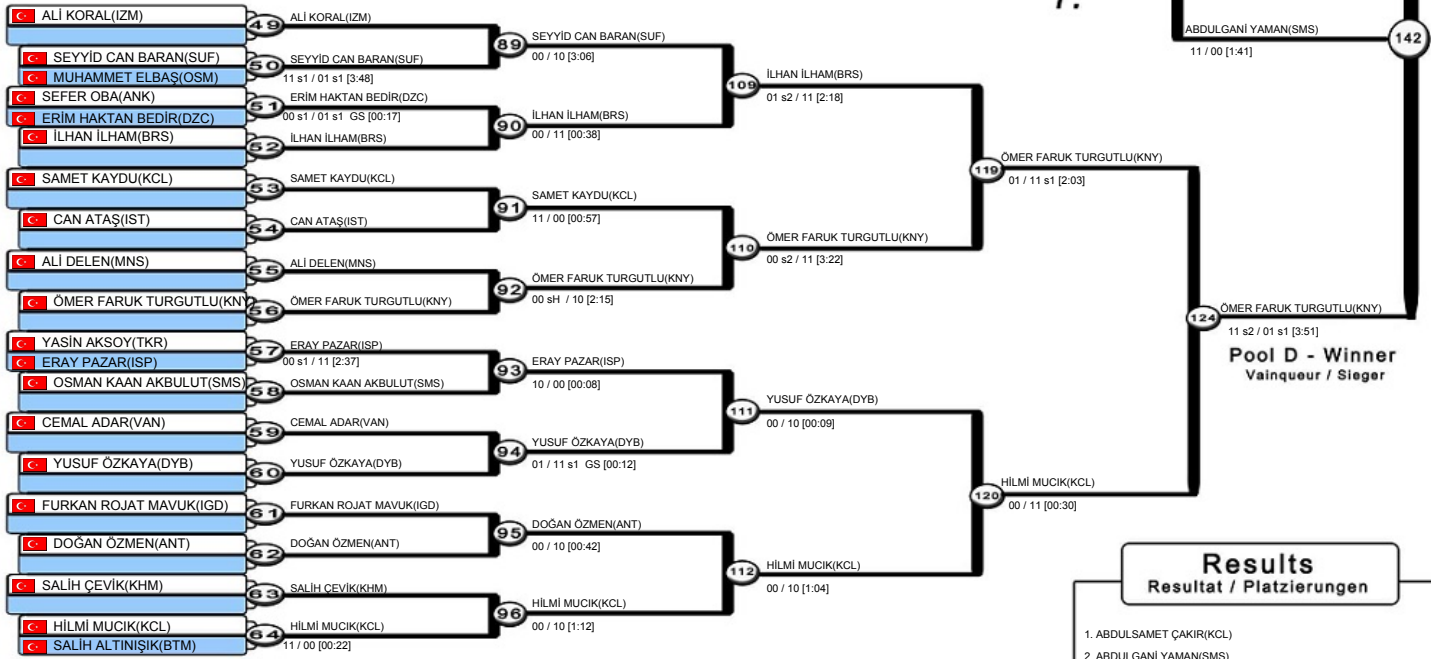 ALİ KORAL(IZM)
SEYYİD CAN BARAN(SUF)
MUHAMMET ELBAŞ(OSM)
SEFER OBA(ANK)
ERİM HAKTAN BEDİR(DZC)
İLHAN İLHAM(BRS)
SAMET KAYDU(KCL)
CAN ATAŞ(IST)
ALİ DELEN(MNS)
ÖMER FARUK TURGUTLU(KNY
YASİN AKSOY(TKR)
ERAY PAZAR(ISP)
OSMAN KAAN AKBULUT(SMS)
CEMAL ADAR(VAN)
YUSUF ÖZKAYA(DYB)
FURKAN ROJAT MAVUK(IGD)
DOĞAN ÖZMEN(ANT)
SALİH ÇEVİK(KHM)
HİLMİ MUCIK(KCL)
SALİH ALTINIŞIK(BTM)
49 ALİ KORAL(IZM)
50 SEYYİD CAN BARAN(SUF)
11 s1 / 01 s1 [3:48]
51 ERİM HAKTAN BEDİR(DZC)
00 s1 / 01 s1 GS [00:17]
52 İLHAN İLHAM(BRS)
53 SAMET KAYDU(KCL)
54 CAN ATAŞ(IST)
55 ALİ DELEN(MNS)
56 ÖMER FARUK TURGUTLU(KNY)
57 ERAY PAZAR(ISP)
00 s1 / 11 [2:37]
58 OSMAN KAAN AKBULUT(SMS)
59 CEMAL ADAR(VAN)
60 YUSUF ÖZKAYA(DYB)
61 FURKAN ROJAT MAVUK(IGD)
62 DOĞAN ÖZMEN(ANT)
63 SALİH ÇEVİK(KHM)
64 HİLMİ MUCIK(KCL)
11 / 00 [00:22]
89 SEYYİD CAN BARAN(SUF)
00 / 10 [3:06]
90 İLHAN İLHAM(BRS)
00 / 11 [00:38]
91 SAMET KAYDU(KCL)
11 / 00 [00:57]
92 ÖMER FARUK TURGUTLU(KNY)
00 sH / 10 [2:15]
93 ERAY PAZAR(ISP)
10 / 00 [00:08]
94 YUSUF ÖZKAYA(DYB)
01 / 11 s1 GS [00:12]
95 DOĞAN ÖZMEN(ANT)
00 / 10 [00:42]
96 HİLMİ MUCIK(KCL)
00 / 10 [1:12]
109 İLHAN İLHAM(BRS)
01 s2 / 11 [2:18]
110 ÖMER FARUK TURGUTLU(KNY)
00 s2 / 11 [3:22]
111 YUSUF ÖZKAYA(DYB)
00 / 10 [00:09]
112 HİLMİ MUCIK(KCL)
00 / 10 [1:04]
119 ÖMER FARUK TURGUTLU(KNY)
01 / 11 s1 [2:03]
120 HİLMİ MUCIK(KCL)
00 / 11 [00:30]
124 ÖMER FARUK TURGUTLU(KNY)
11 s2 / 01 s1 [3:51]
Pool D - Winner
Vainqueur / Sieger
ABDULGANİ YAMAN(SMS) 142
11 / 00 [1:41]
Results
Resultat / Platzierungen
1. ABDULSAMET ÇAKIR(KCL)
2. ABDULGANİ YAMAN(SMS)